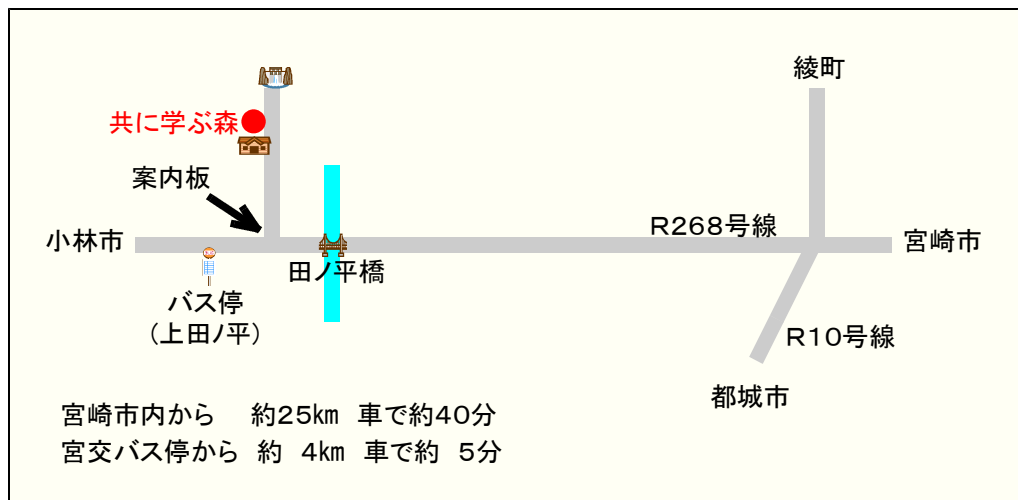 綾町
共に学ぶ森
案内板
R268号線
小林市
宮崎市
田ノ平橋
バス停
（上田ノ平）
R10号線
都城市
宮崎市内から　約25㎞ 車で約40分
宮交バス停から 約 4㎞ 車で約 5分